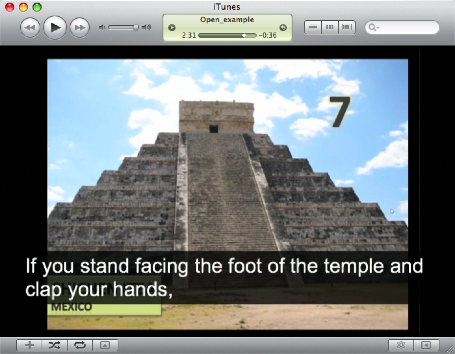 iTunes
Open_example
2:31
-0:36
7
If you stand facing the foot of the temple and
clap your hands,
MEXICO